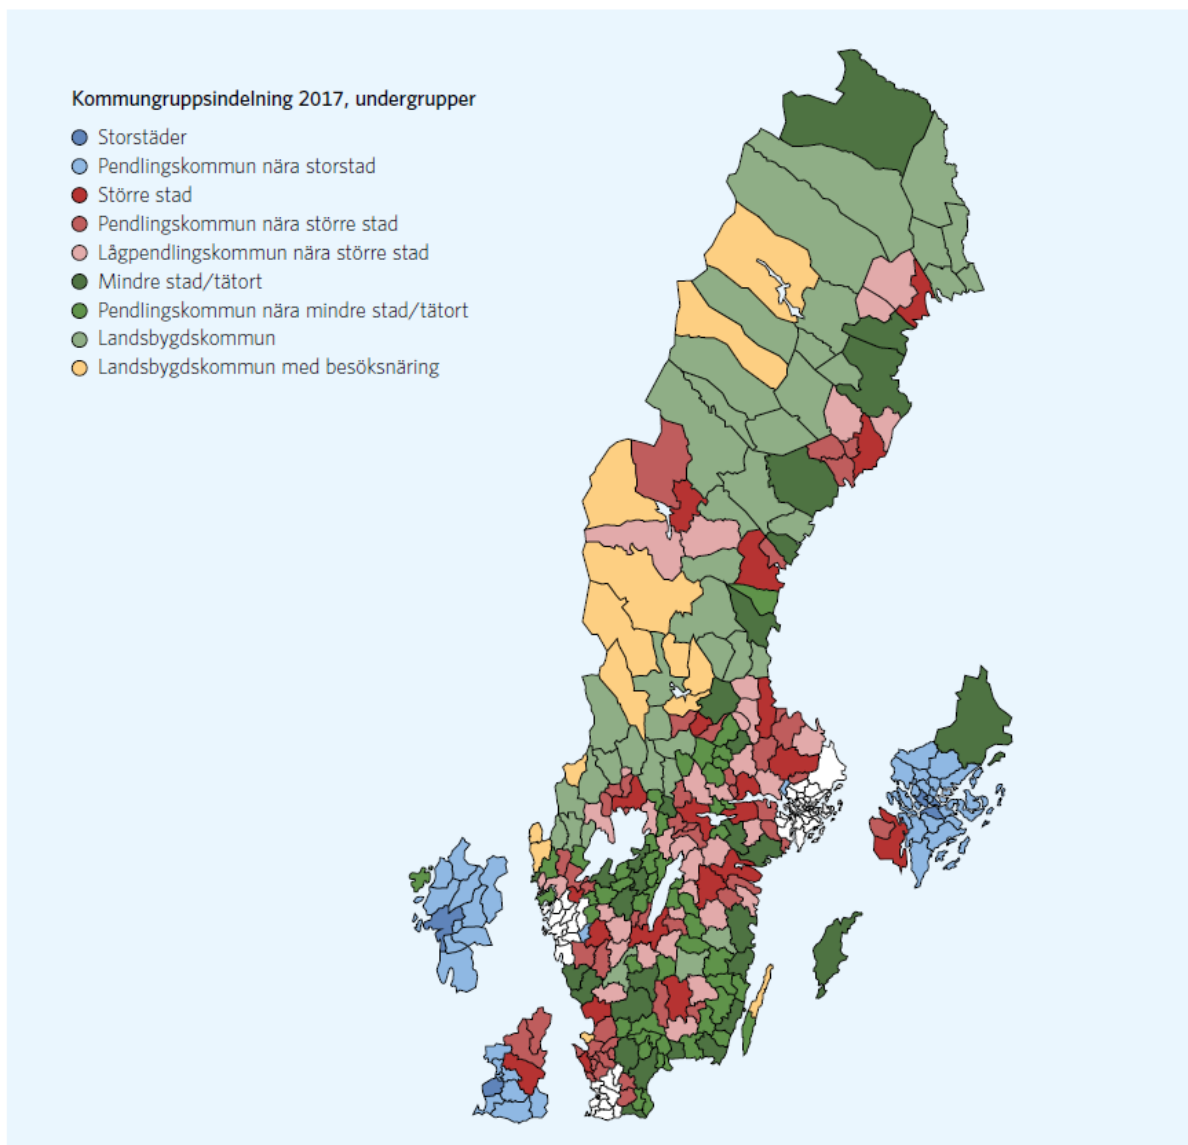 Kommungruppsindelning 2017, undergrupper
Storstäder
Pendlingskommun nära storstad
Större stad
Pendlingskommun nära större stad
Lågpendlingskommun nära större stad
Mindre stad/tätort
Pendlingskommun nära mindre stad/tätort
Landsbygdskommun
Landsbygdskommun med besöksnäring